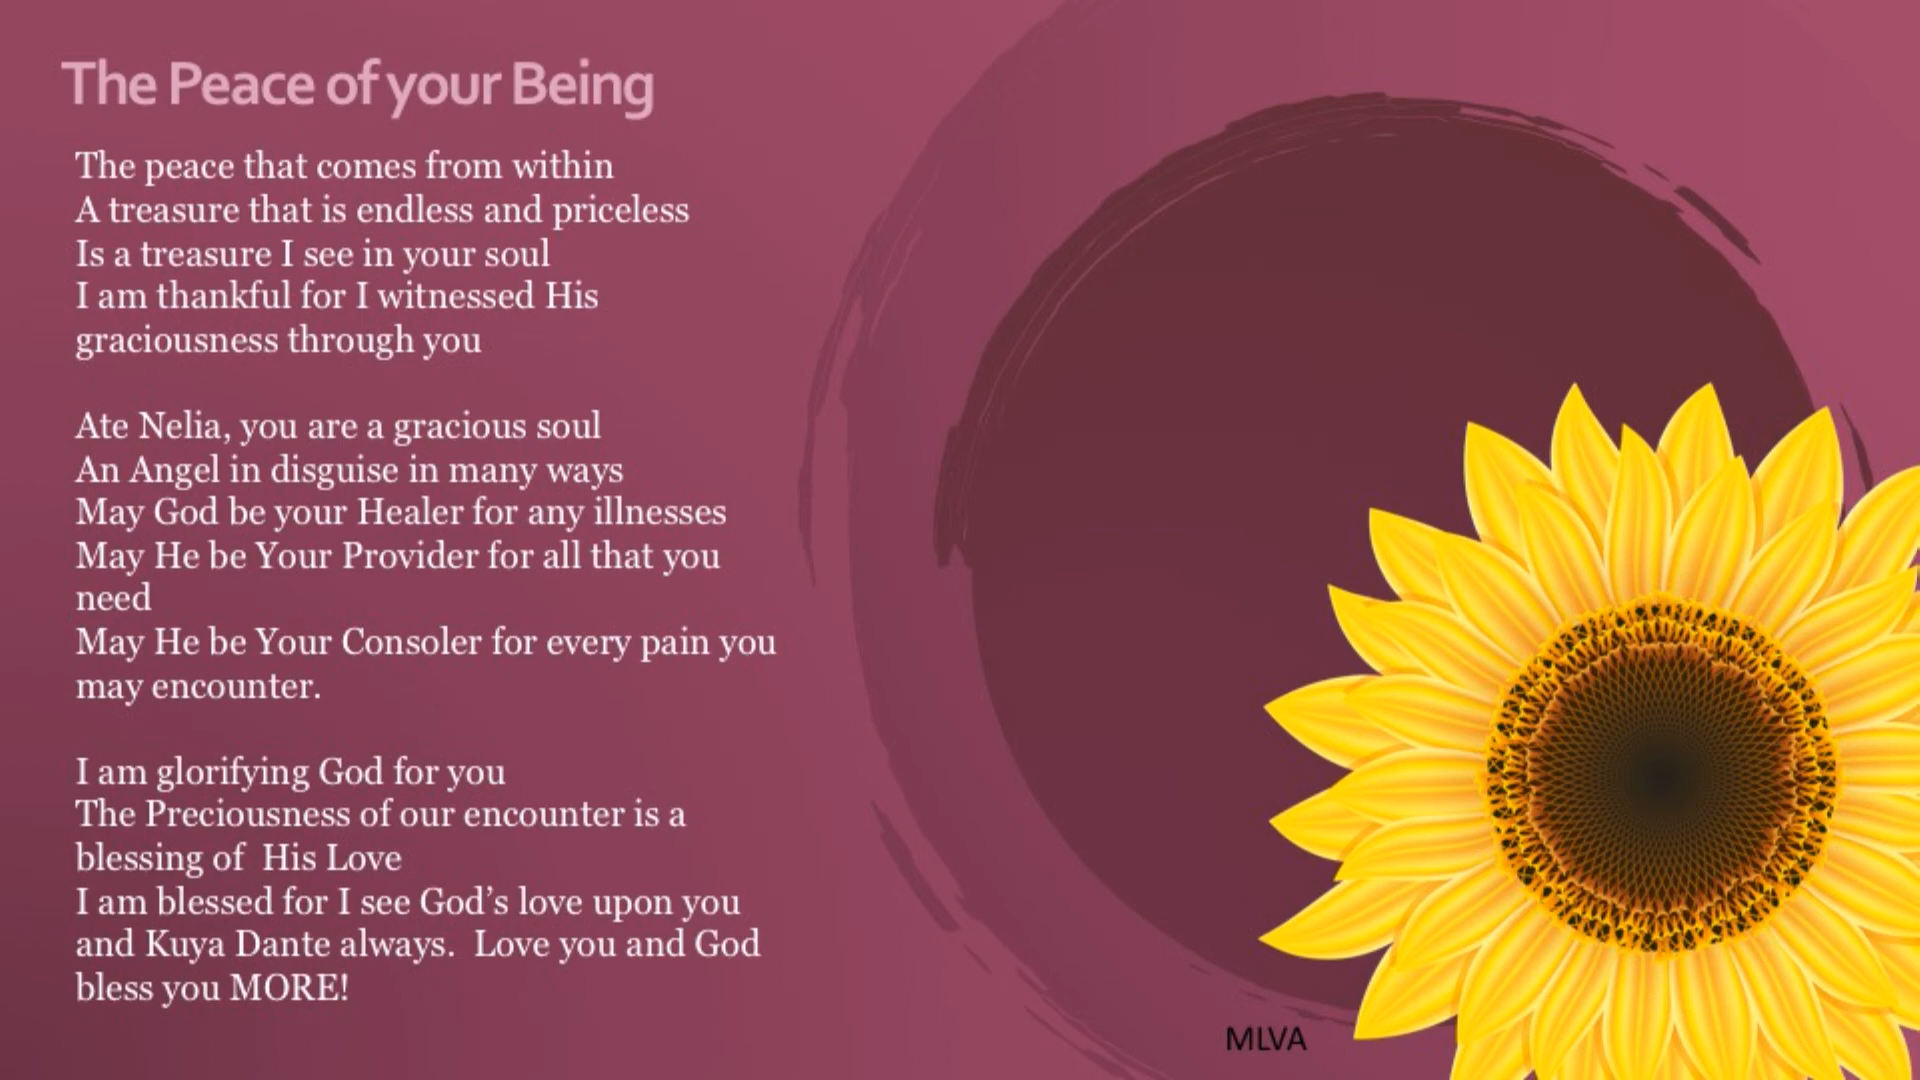 The Peace of your Being
The peace that comes from within
A treasure that is endless and priceless
Is a treasure I see in your soul
I am thankful for I witnessed His
graciousness through you
Ate Nelia, you are a gracious soul
An Angel in disguise in many ways
May God be your Healer for any illnesses
May He be Your Provider for all that you
need
May He be Your Consoler for every pain you
may encounter.
I am glorifying God for you
The Preciousness of our encounter is a
blessing of  His Love
I am blessed for I see God’s love upon you
and Kuya Dante always.  Love you and God
bless you MORE!
MLVA